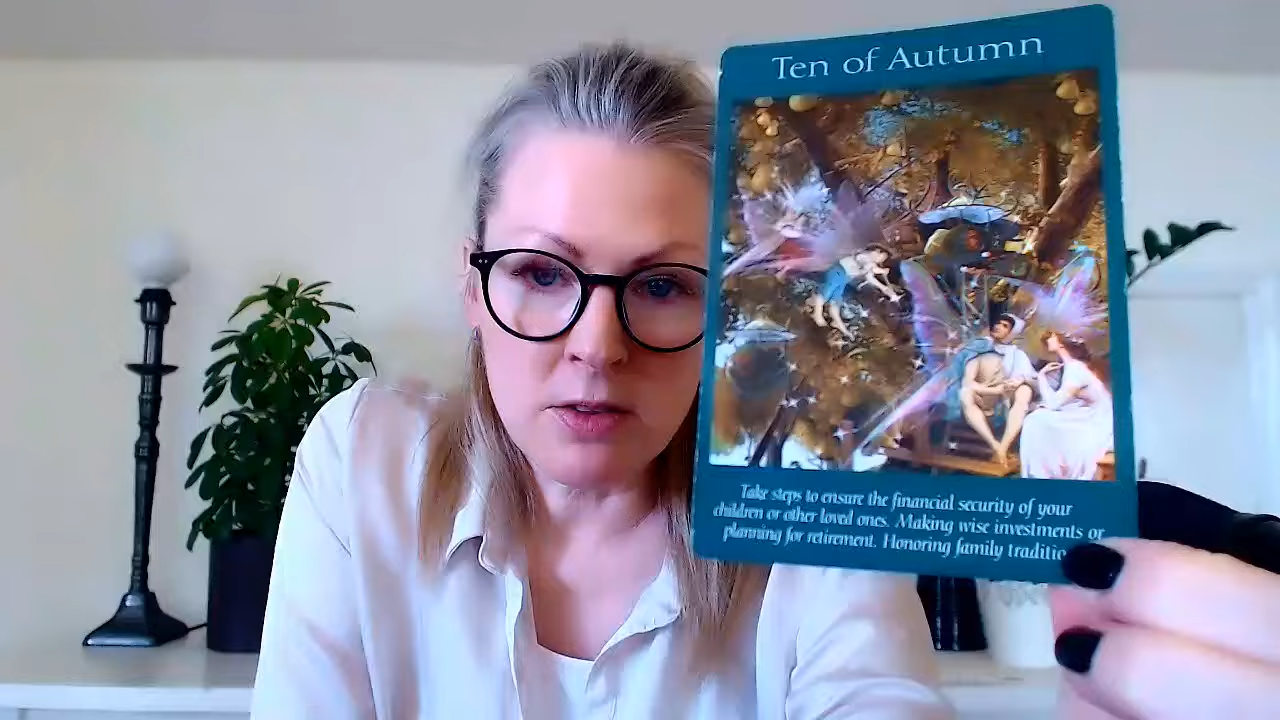 Ten of Autumn
Take steps to ensure the financial security of your
children or other loved ones. Making wise investments or
planning for retirement. Honoring family traditio